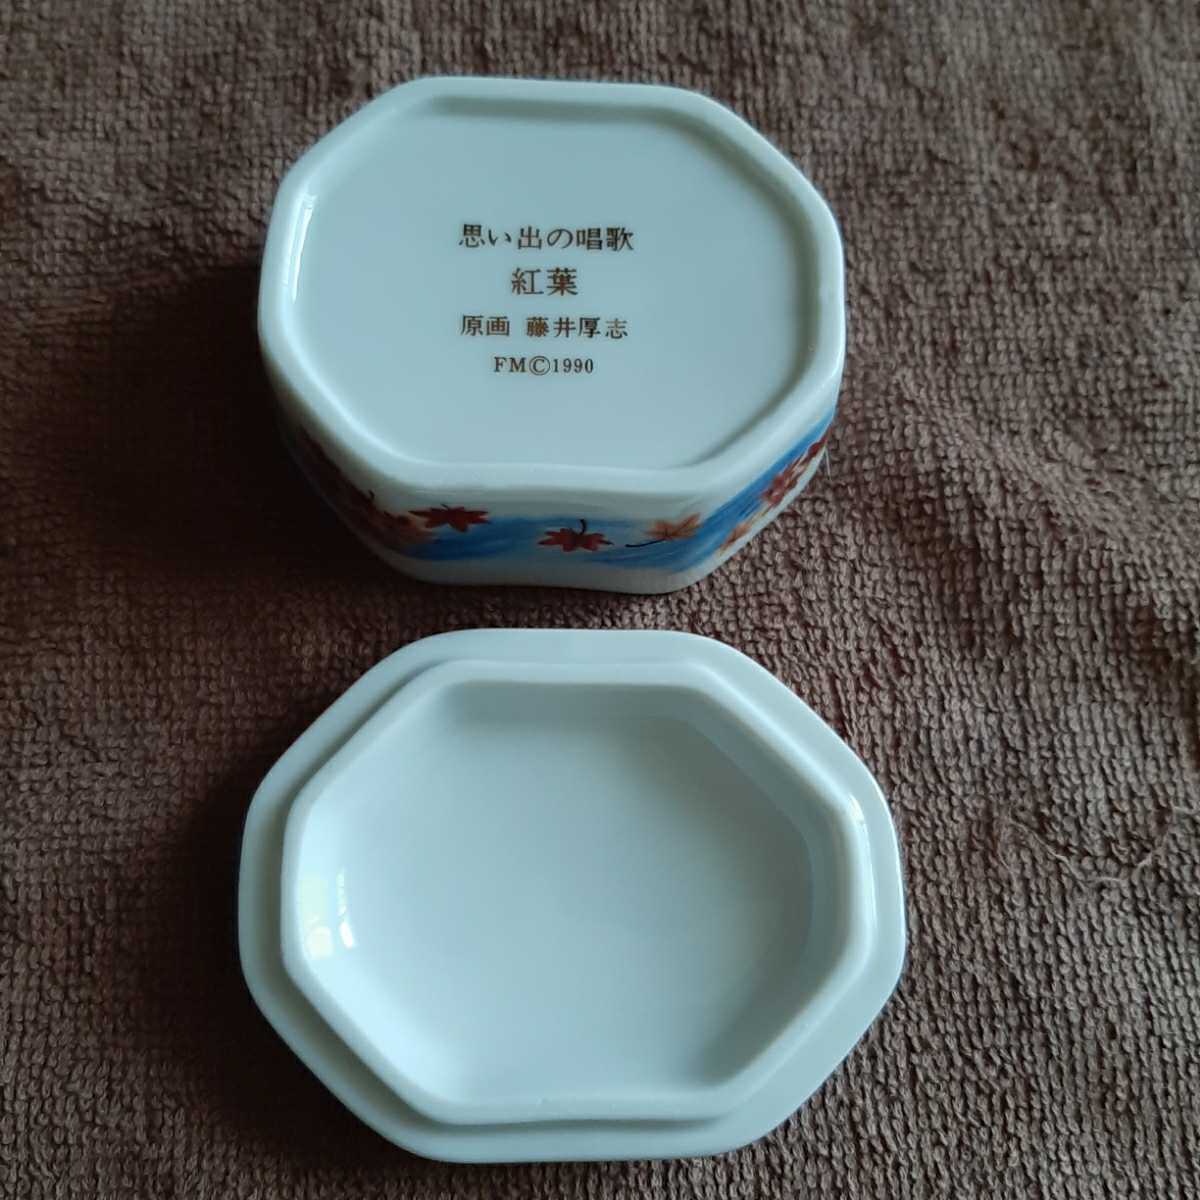 思い出の唱歌
紅葉
原画 藤井厚志
FM©1990